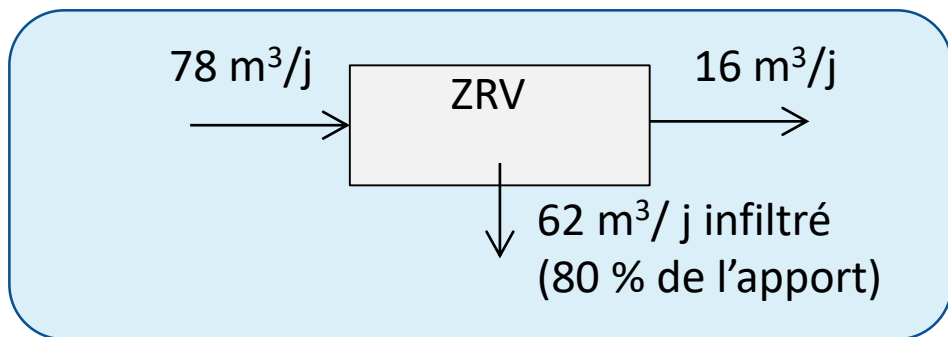 78 m³/j
ZRV
16 m³/j
62 m³/ j infiltré
(80 % de l’apport)